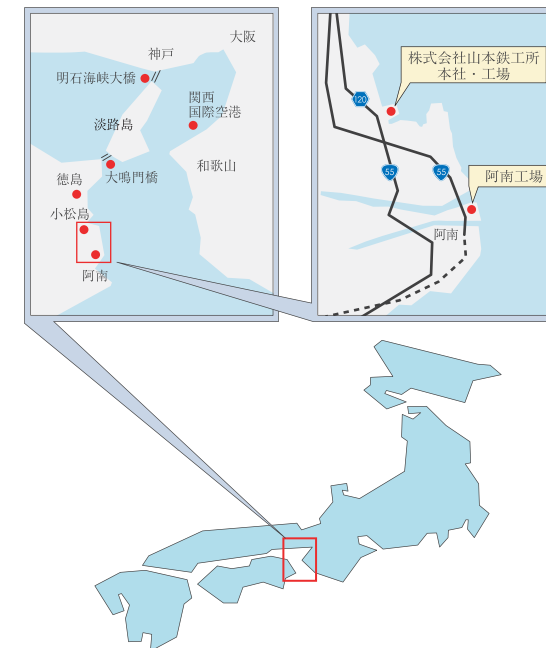 大阪
神戸
明石海峡大橋
関西
国際空港
淡路島
和歌山
大鳴門橋
徳島
小松島
阿南
株式会社山本鉄工所
本社・工場
120
55
55
阿南工場
阿南